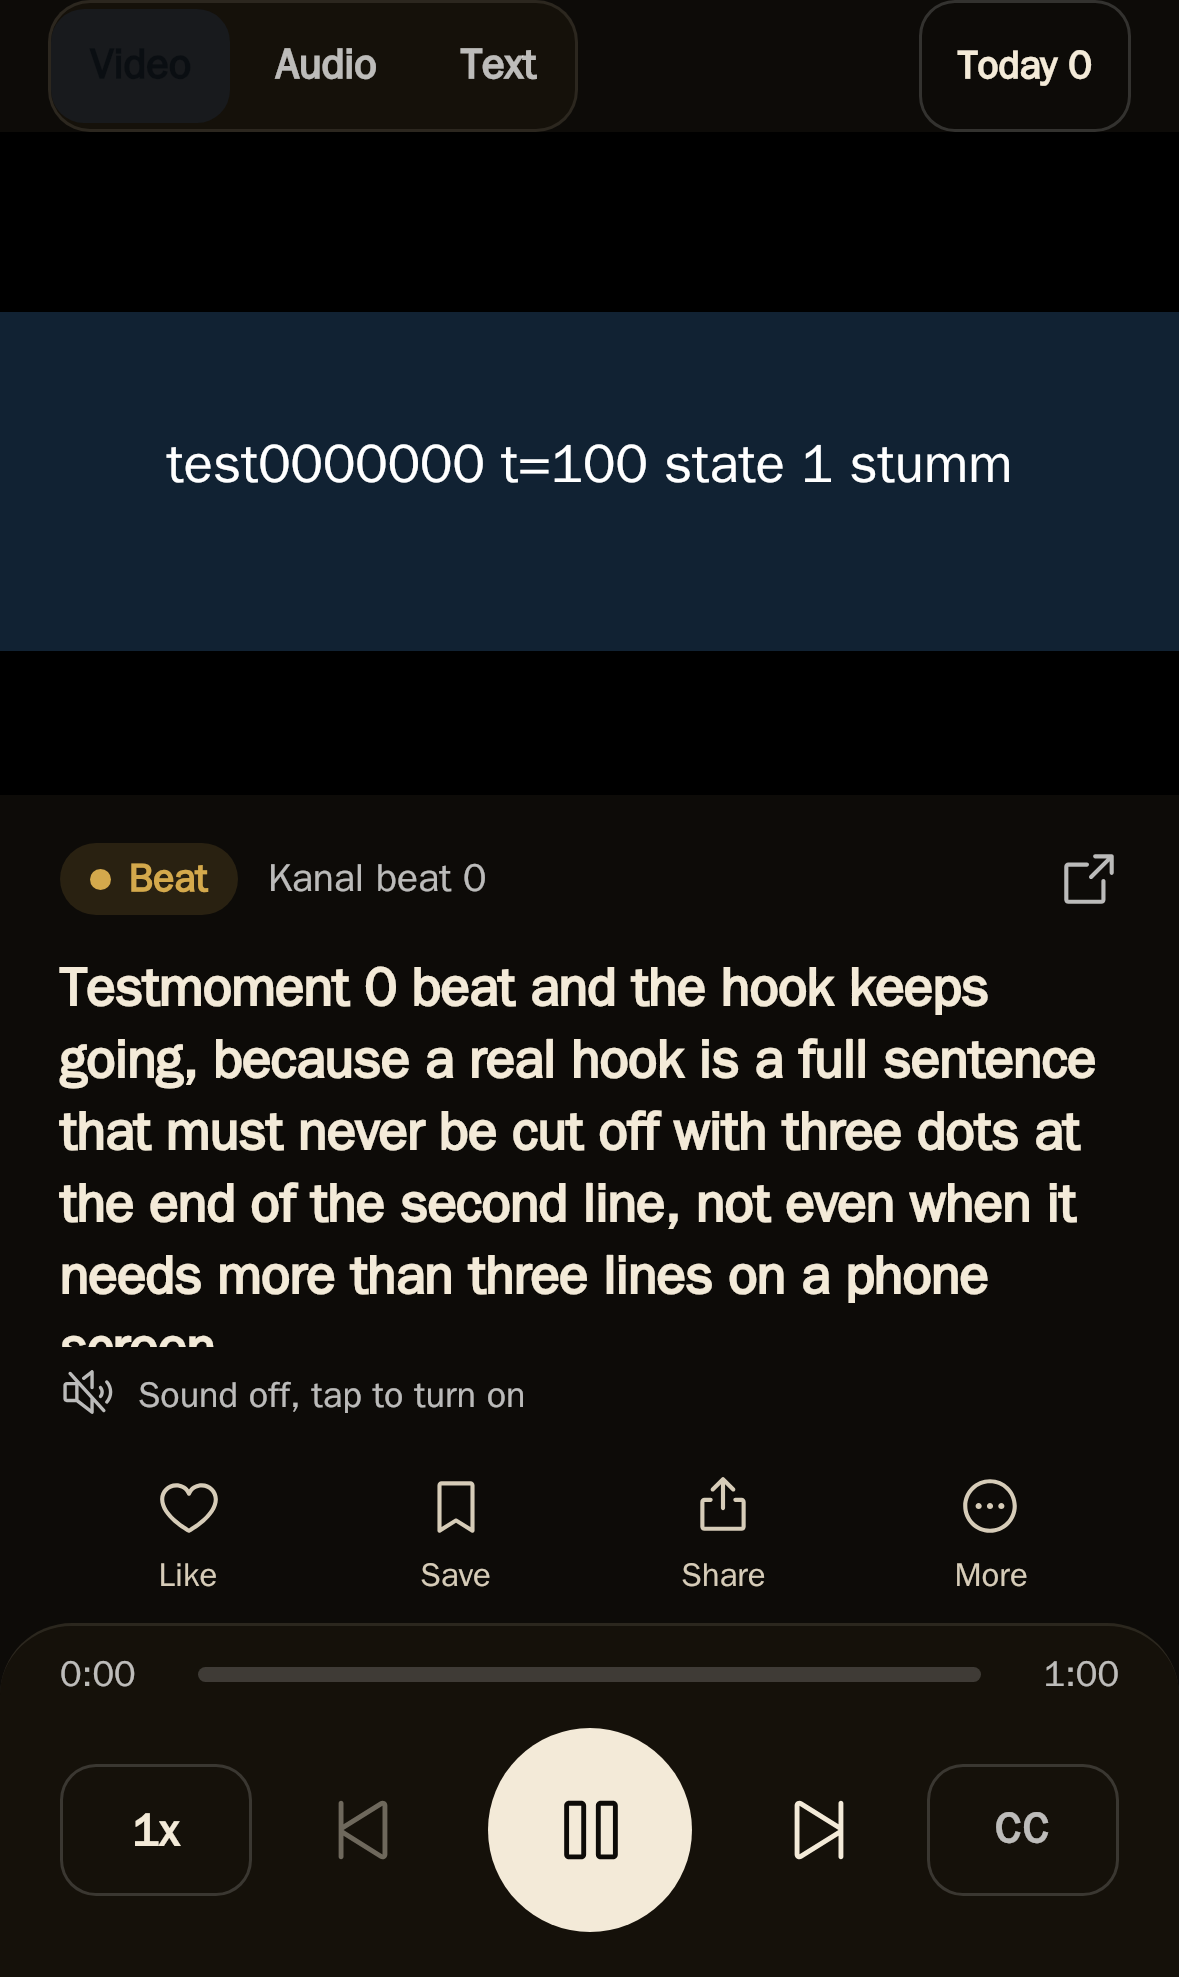 Video Audio Text Today 0
test0000000 t=100 state 1 stumm
Beat Kanal beat 0
Testmoment 0 beat and the hook keeps
going, because a real hook is a full sentence
that must never be cut off with three dots at
the end of the second line, not even when it
needs more than three lines on a phone
screen
Sound off, tap to turn on
Like Save Share More
0:00 1:00
1x CC